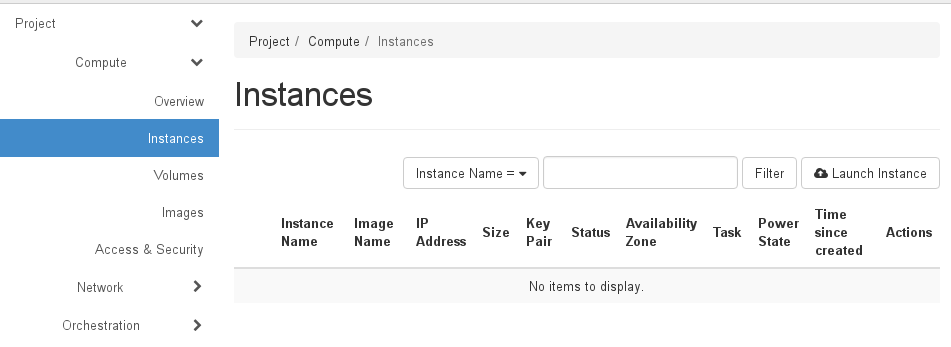 Project
Compute
Overview
Instances
Volumes
Images
Access & Security
Network
Orchestration
Project / Compute / Instances
Instances
Instance Name = Filter Launch Instance
Instance Name Image Name IP Address Size Key Pair Status Availability Zone Task Power State Time since created Actions
No items to display.